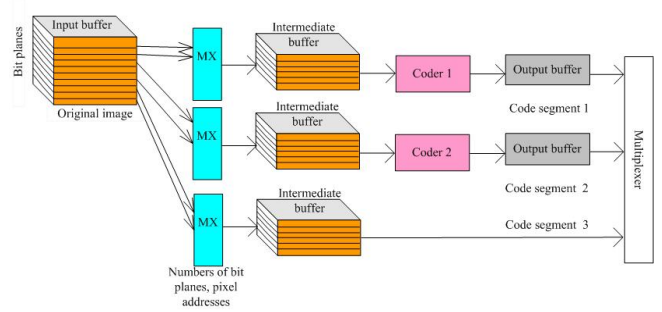 Bit planes
Input buffer
Original image
MX
Intermediate
buffer
Coder 1
Output buffer
Code segment 1
MX
Intermediate
buffer
Coder 2
Output buffer
Code segment 2
MX
Intermediate
buffer
Code segment 3
Numbers of bit
planes, pixel
addresses
Multiplexer